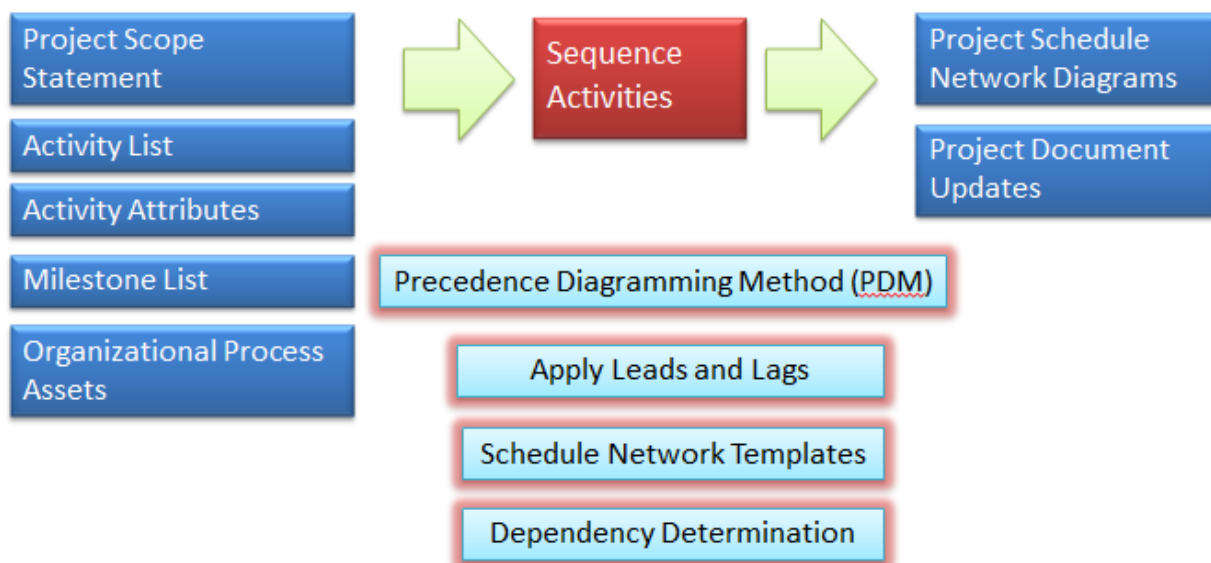 Project Scope
Statement
Activity List
Activity Attributes
Milestone List
Organizational Process
Assets
Sequence
Activities
Precedence Diagramming Method (PDM)
Apply Leads and Lags
Schedule Network Templates
Dependency Determination
Project Schedule
Network Diagrams
Project Document
Updates